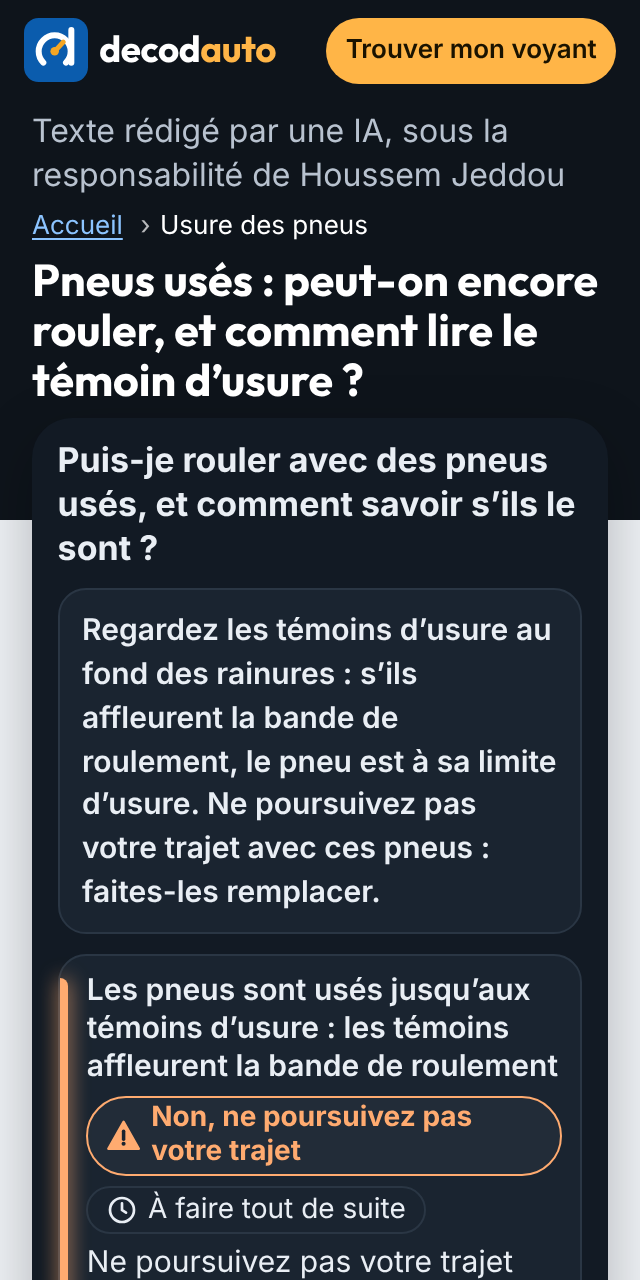 decodauto
Trouver mon voyant
Texte rédigé par une IA, sous la
responsabilité de Houssem Jeddou
Accueil › Usure des pneus
Pneus usés : peut-on encore
rouler, et comment lire le
témoin d’usure ?
Puis-je rouler avec des pneus
usés, et comment savoir s’ils le
sont ?
Regardez les témoins d’usure au
fond des rainures : s’ils
affleurent la bande de
roulement, le pneu est à sa limite
d’usure. Ne poursuivez pas
votre trajet avec ces pneus :
faites-les remplacer.
Les pneus sont usés jusqu’aux
témoins d’usure : les témoins
affleurent la bande de roulement
Non, ne poursuivez pas
votre trajet
À faire tout de suite
Ne poursuivez pas votre trajet